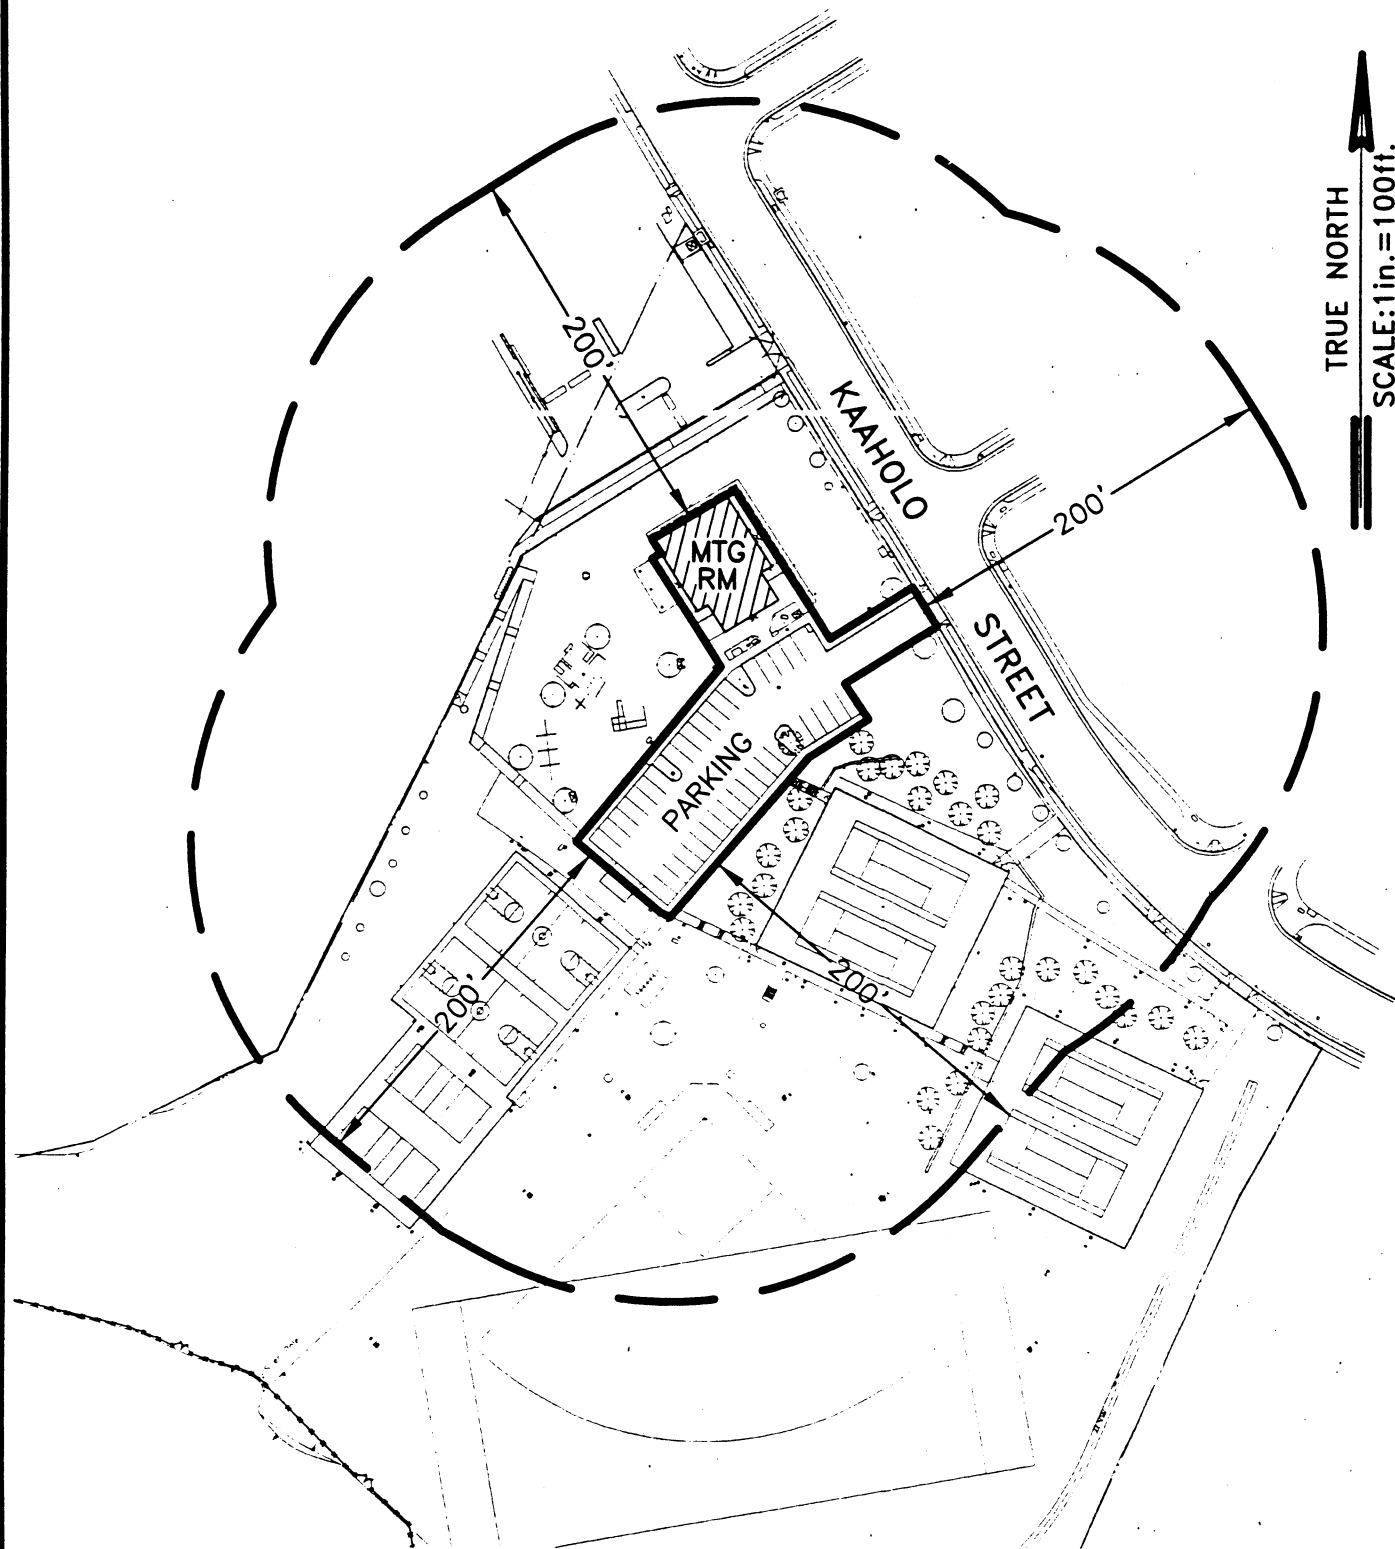 TRUE NORTH
SCALE:1in.=100ft.
200'
KAAHOLO
STREET
200'
MTG
RM
PARKING
200'
200'